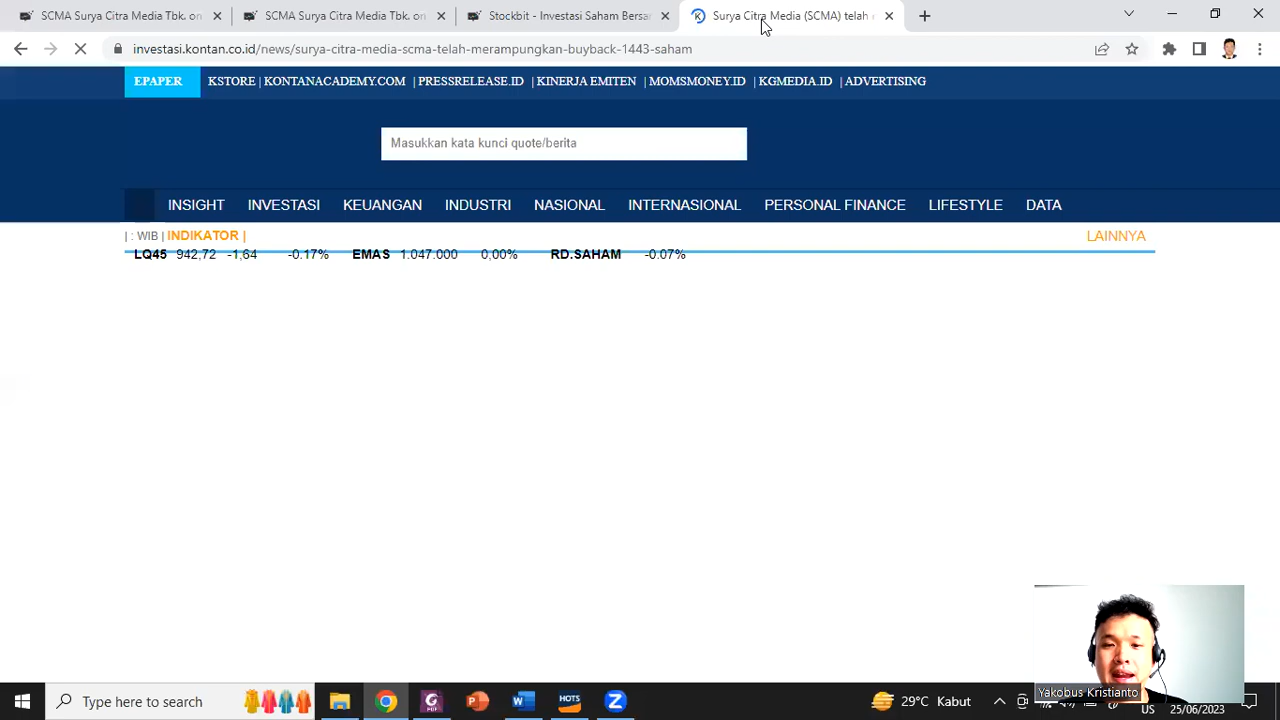 SCMA Surya Citra Media Tbk. on
SCMA Surya Citra Media Tbk. on
Stockbit - Investasi Saham Bersar
Surya Citra Media (SCMA) telah
investasi.kontan.co.id/news/surya-citra-media-scma-telah-merampungkan-buyback-1443-saham
EPAPER KSTORE | KONTANACADEMY.COM | PRESSRELEASE.ID | KINERJA EMITEN | MOMSMONEY.ID | KGMEDIA.ID | ADVERTISING
Masukkan kata kunci quote/berita
INSIGHT INVESTASI KEUANGAN INDUSTRI NASIONAL INTERNASIONAL PERSONAL FINANCE LIFESTYLE DATA
| : WIB | INDIKATOR | LAINNYA
LQ45 942,72 -1,64 -0.17% EMAS 1.047.000 0,00% RD.SAHAM -0.07%
Yakobus Kristianto
Type here to search
HOTS
29°C Kabut
US
25/06/2023